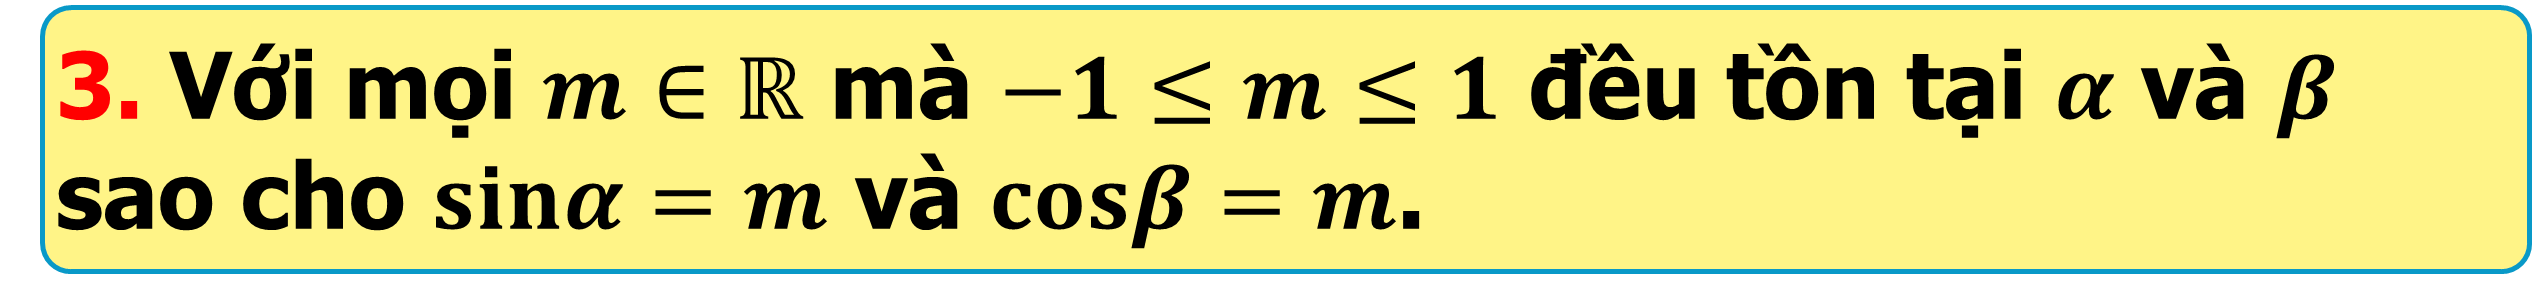 3. Với mọi m ∈ ℝ mà −1 ≤ m ≤ 1 đều tồn tại α và β
sao cho sinα = m và cosβ = m.